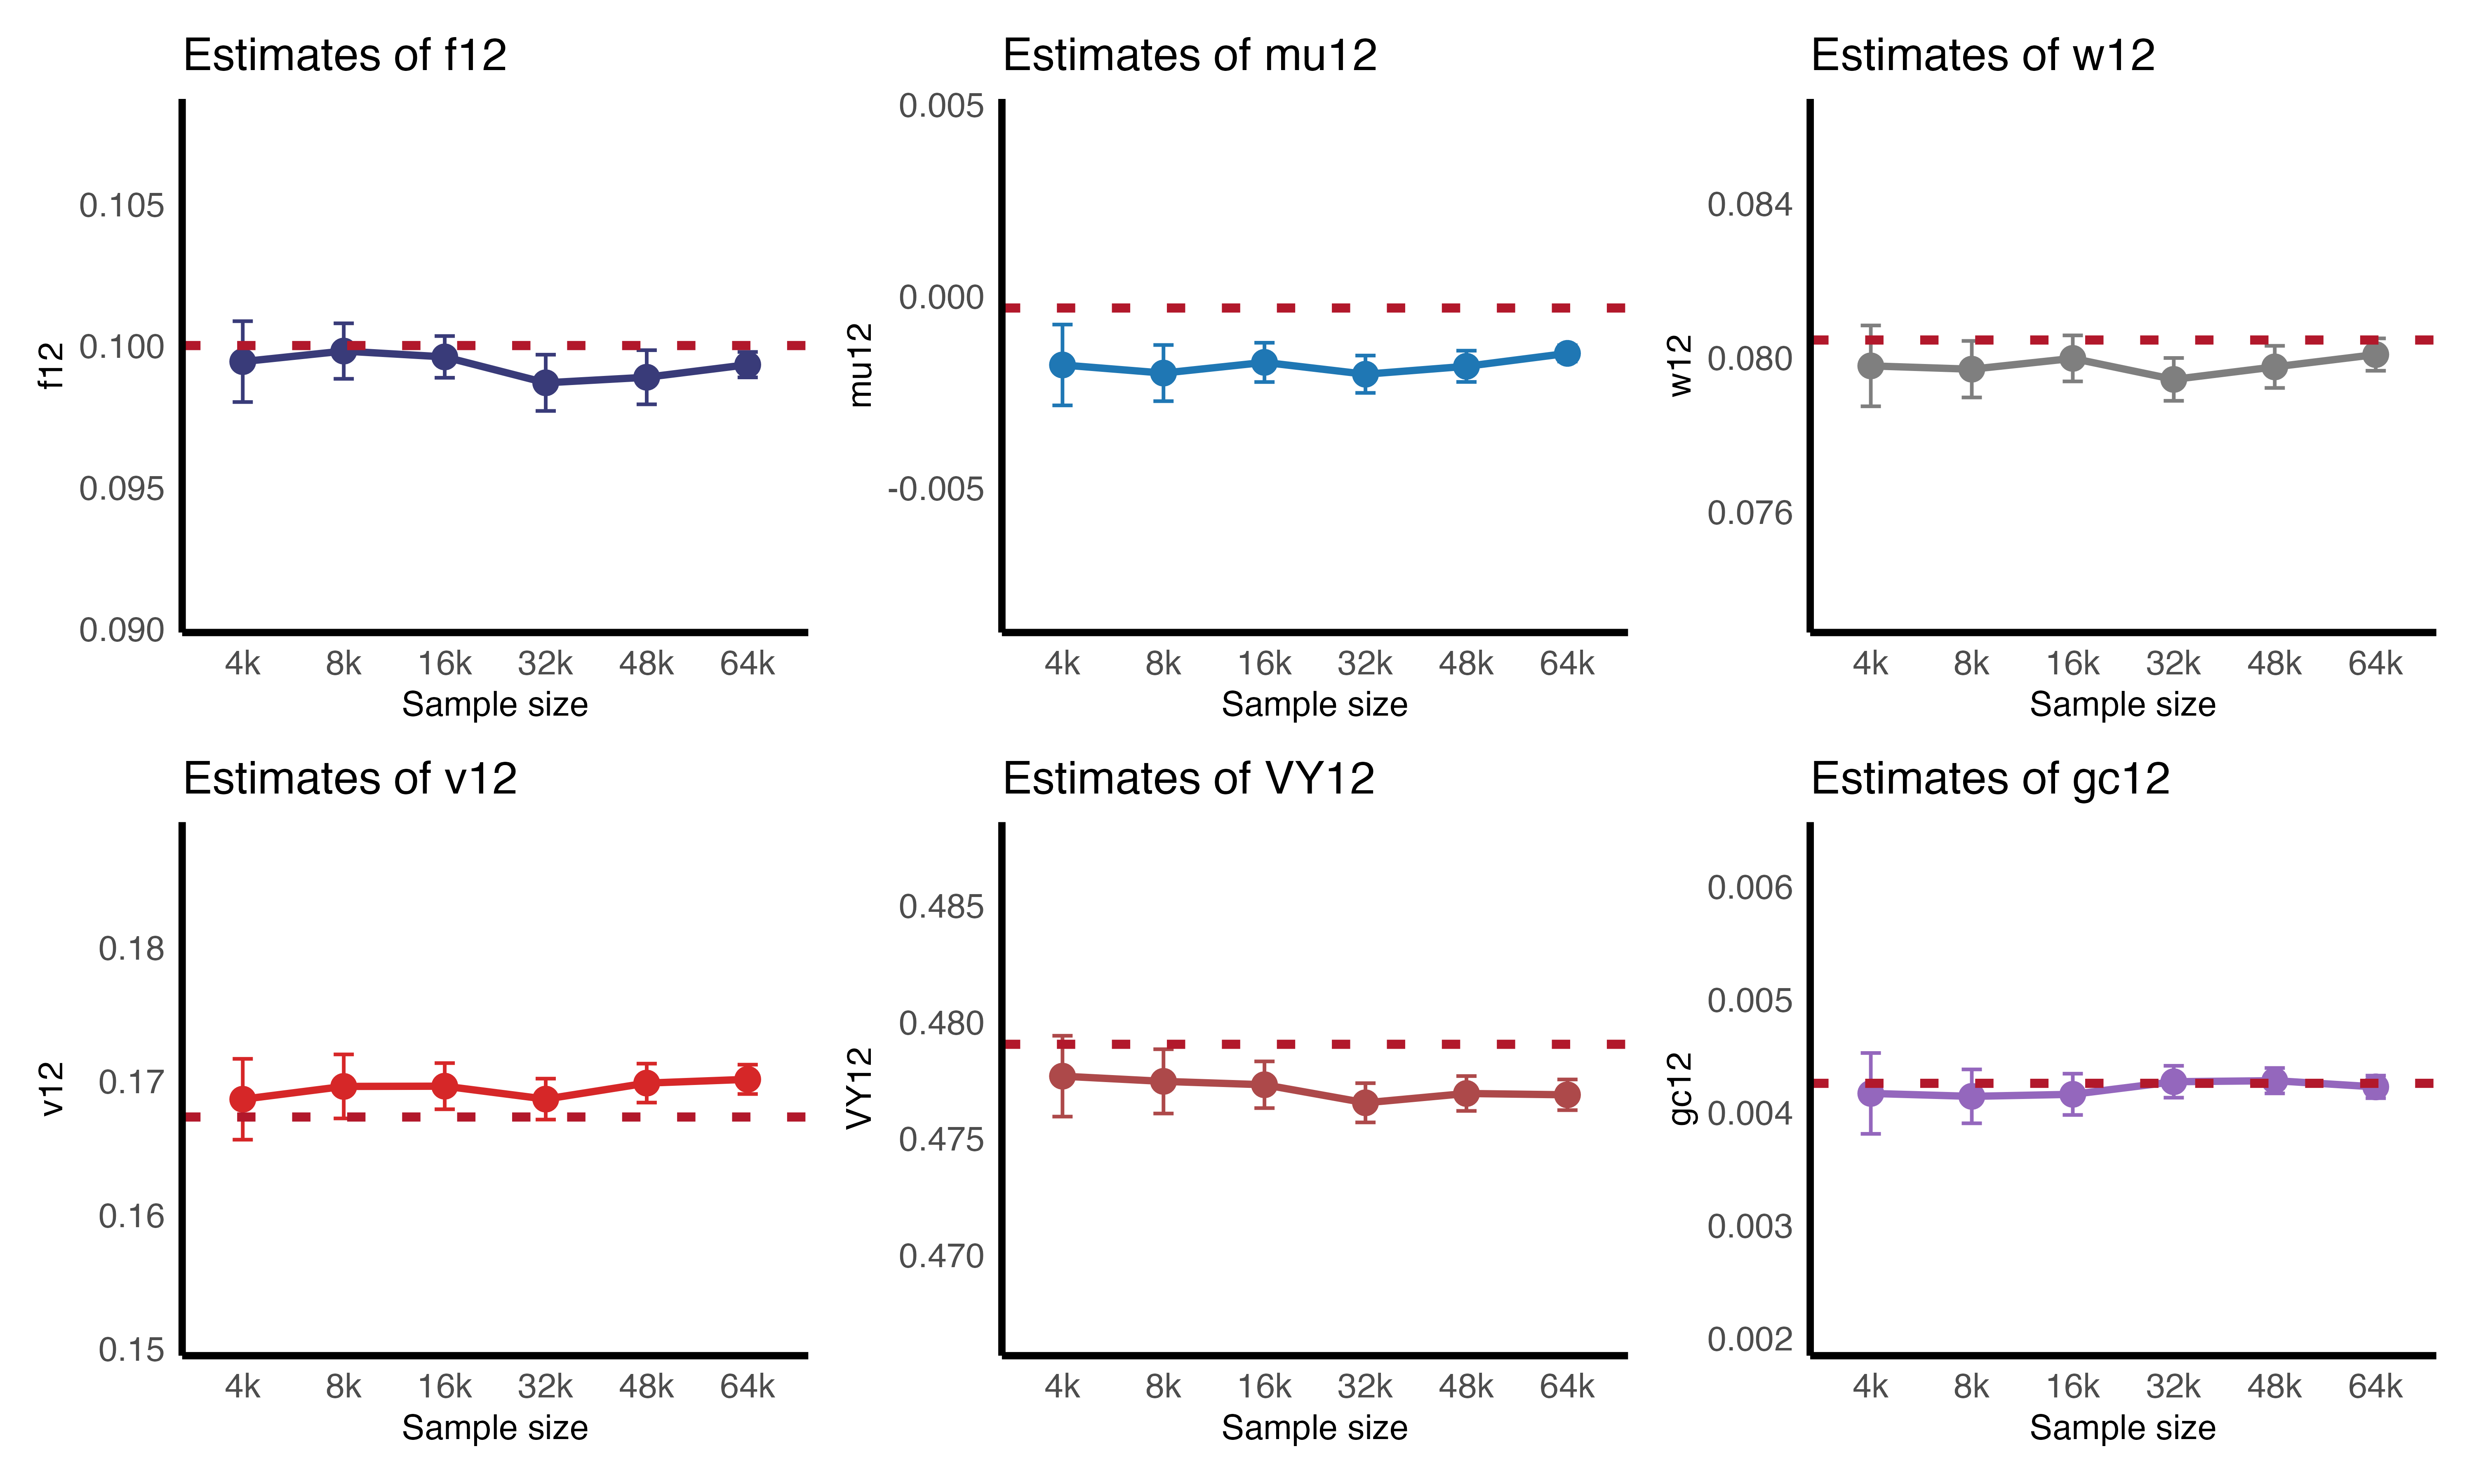 Estimates of f12
0.105
0.100
0.095
0.090
f12
4k 8k 16k 32k 48k 64k
Sample size
Estimates of mu12
0.005
0.000
-0.005
mu12
4k 8k 16k 32k 48k 64k
Sample size
Estimates of w12
0.084
0.080
0.076
w12
4k 8k 16k 32k 48k 64k
Sample size
Estimates of v12
0.18
0.17
0.16
0.15
v12
4k 8k 16k 32k 48k 64k
Sample size
Estimates of VY12
0.485
0.480
0.475
0.470
VY12
4k 8k 16k 32k 48k 64k
Sample size
Estimates of gc12
0.006
0.005
0.004
0.003
0.002
gc12
4k 8k 16k 32k 48k 64k
Sample size